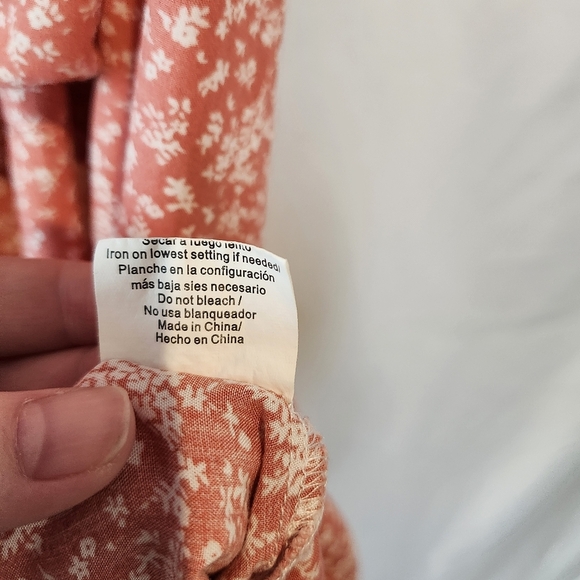 Secar a fuego lento
Iron on lowest setting if needed/
Planche en la configuración
más baja sies necesario
Do not bleach /
No usa blanqueador
Made in China/
Hecho en China